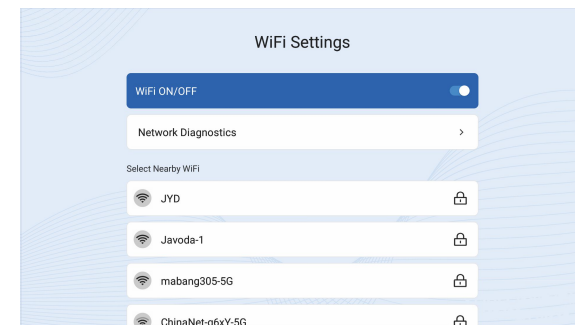 WiFi Settings
WiFi ON/OFF
Network Diagnostics
Select Nearby WiFi
JYD
Javoda-1
mabang305-5G
ChinaNet-g6xY-5G